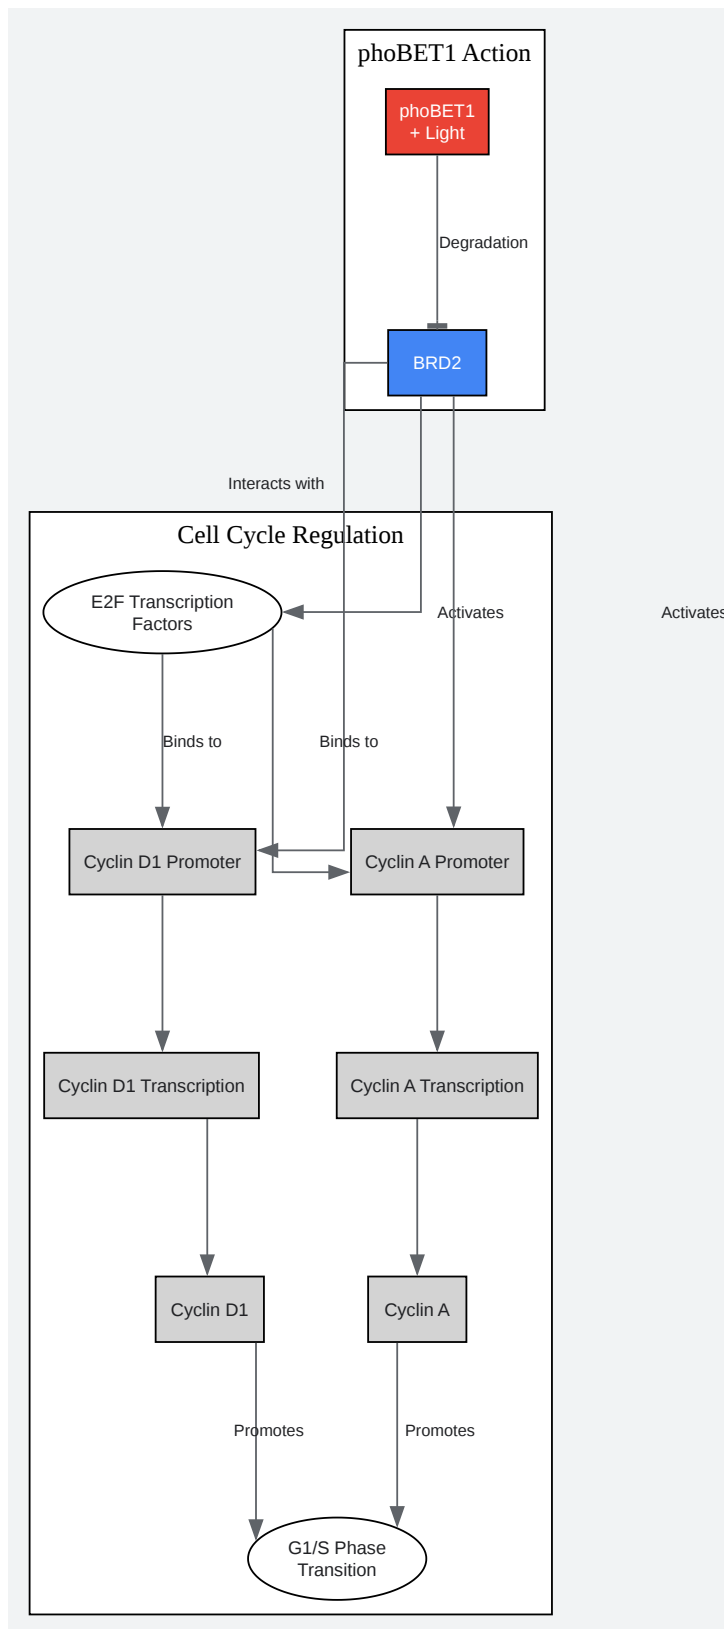 phoBET1 Action
phoBET1
+ Light
Degradation
BRD2
Interacts with
Cell Cycle Regulation
E2F Transcription
Factors
Activates
Activates
Binds to
Binds to
Cyclin D1 Promoter
Cyclin A Promoter
Cyclin D1 Transcription
Cyclin A Transcription
Cyclin D1
Cyclin A
Promotes
Promotes
G1/S Phase
Transition